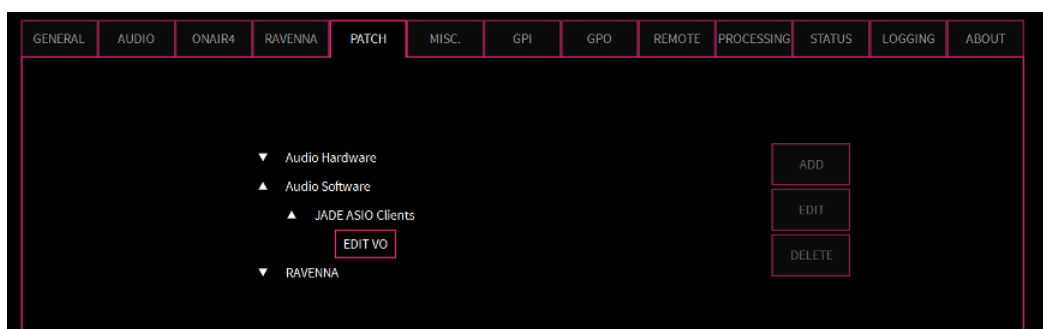 GENERAL AUDIO ONAIR4 RAVENNA PATCH MISC. GPI GPO REMOTE PROCESSING STATUS LOGGING ABOUT
Audio Hardware
ADD
Audio Software
JADE ASIO Clients
EDIT
EDIT VO
DELETE
RAVENNA